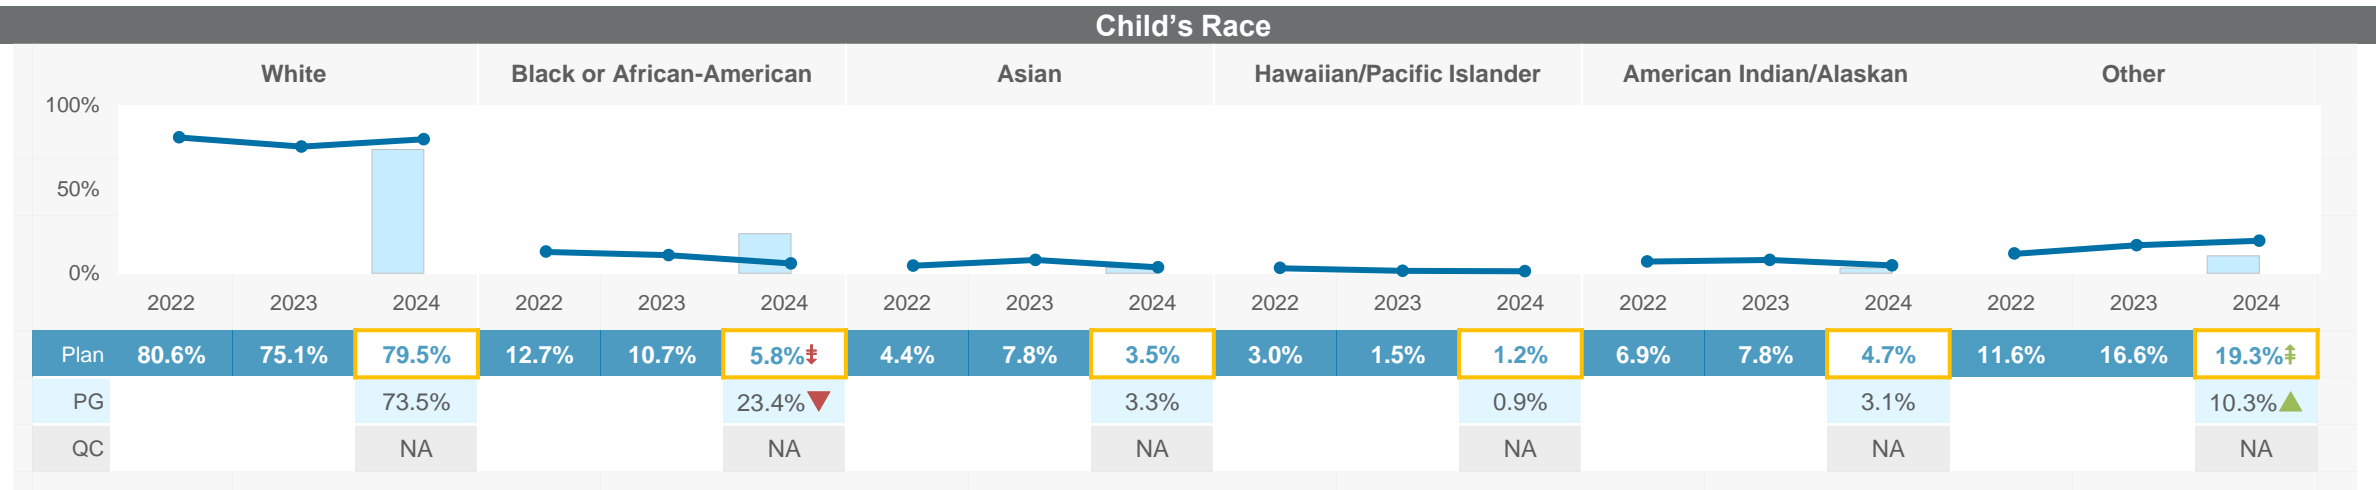 Child’s Race
White Black or African-American Asian Hawaiian/Pacific Islander American Indian/Alaskan Other
100%
50%
0%
2022 2023 2024 2022 2023 2024 2022 2023 2024 2022 2023 2024 2022 2023 2024 2022 2023 2024
Plan 80.6% 75.1% 79.5% 12.7% 10.7% 5.8%‡ 4.4% 7.8% 3.5% 3.0% 1.5% 1.2% 6.9% 7.8% 4.7% 11.6% 16.6% 19.3%‡
PG 73.5% 23.4%▼ 3.3% 0.9% 3.1% 10.3%▲
QC NA NA NA NA NA NA